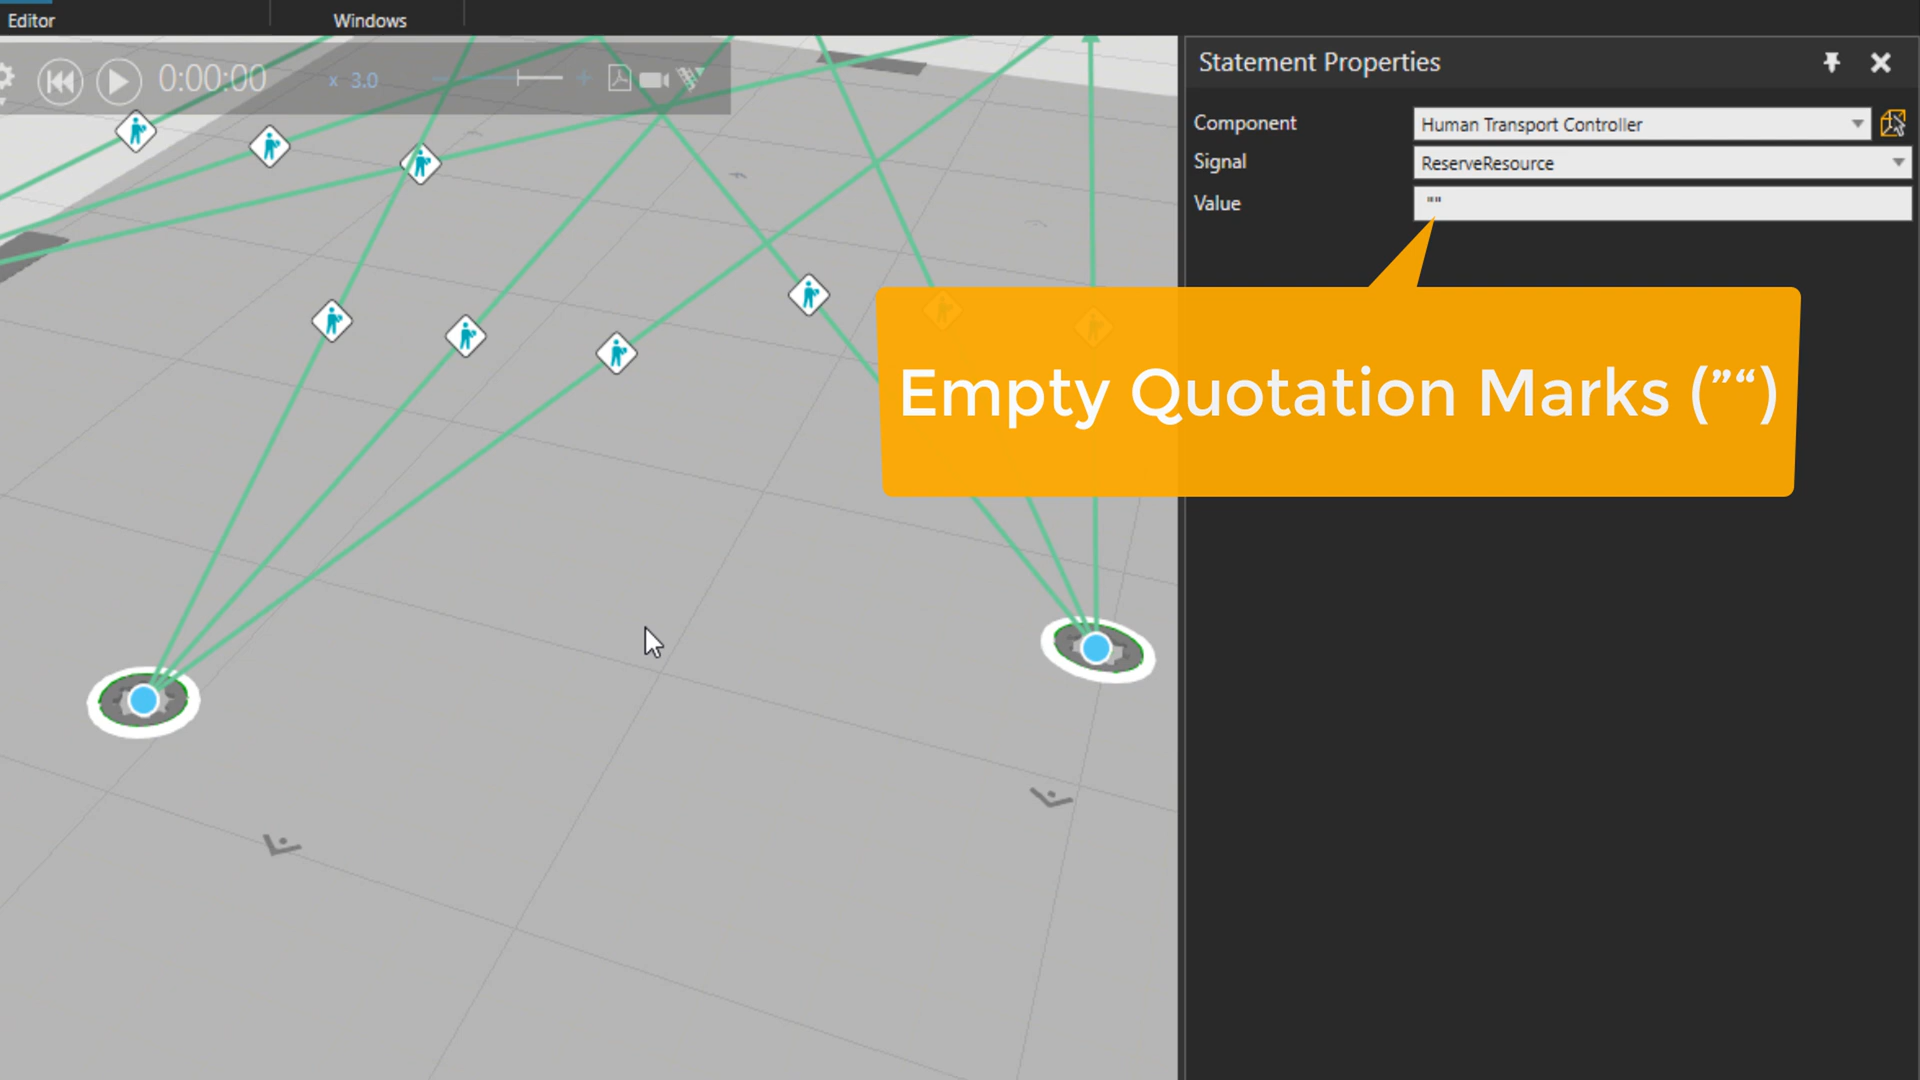 Editor
Windows
0:00:00
x 3.0
Statement Properties
Component
Human Transport Controller
Signal
ReserveResource
Value
""
Empty Quotation Marks (”“)